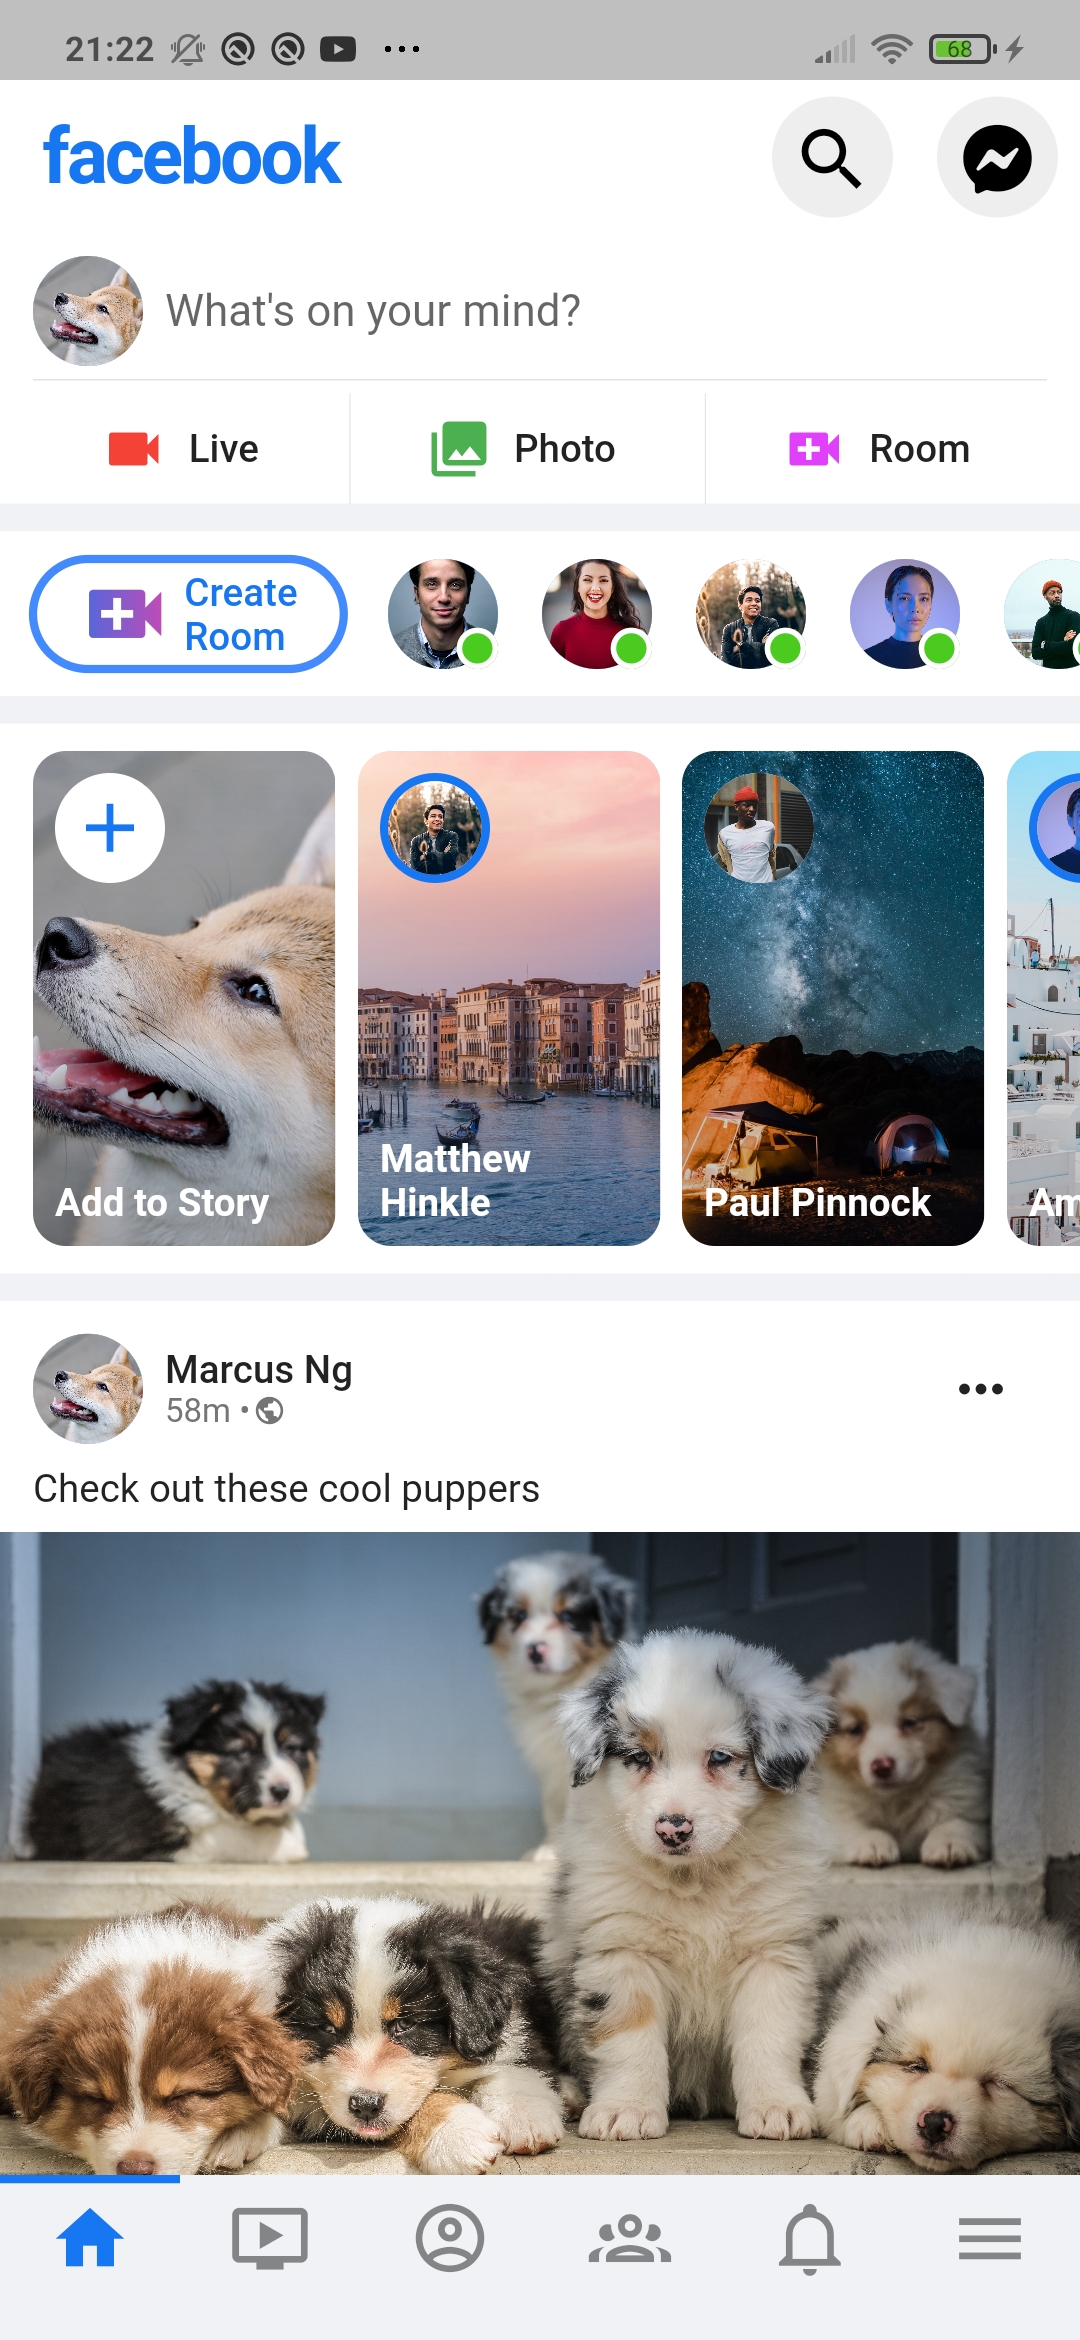 21:22
68
facebook
What's on your mind?
Live
Photo
Room
Create
Room
Add to Story
Matthew
Hinkle
Paul Pinnock
Am
Marcus Ng
58m •
Check out these cool puppers